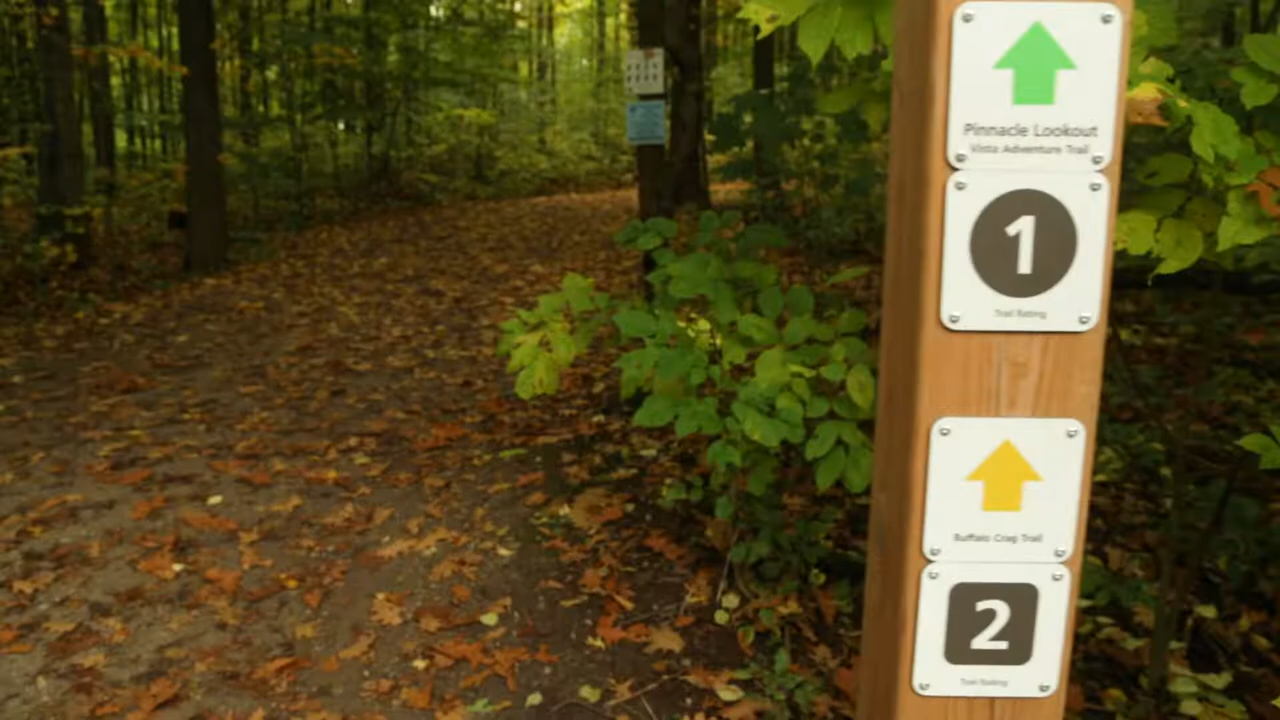 Pinnacle Lookout
Vista Adventure Trail
1
Trail Rating
Buffalo Crag Trail
2
Trail Rating